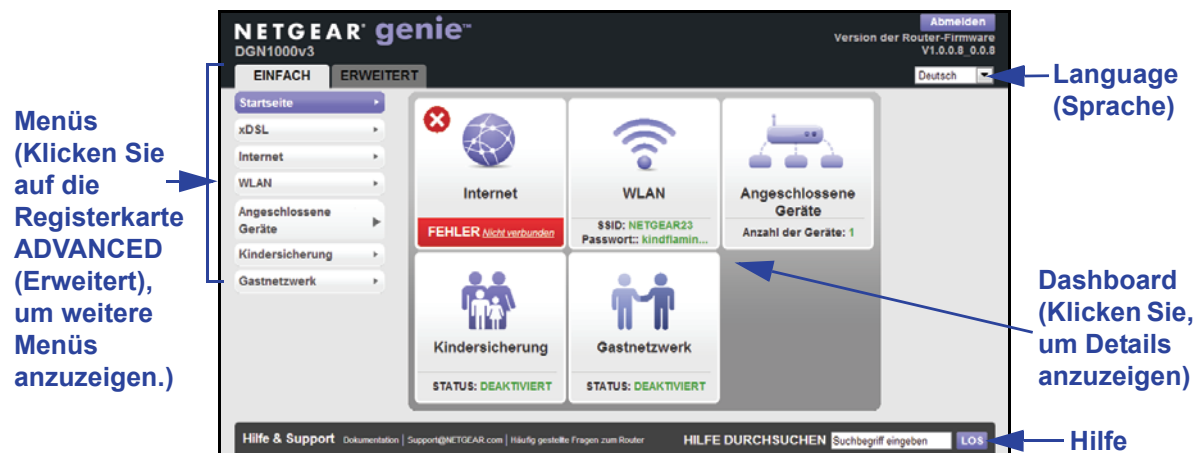 NETGEAR® genie™
DGN1000v3
Abmelden
Version der Router-Firmware
V1.0.0.8_0.0.8
EINFACH
ERWEITERT
Deutsch
Language
(Sprache)
Menüs
(Klicken Sie
auf die
Registerkarte
ADVANCED
(Erweitert),
um weitere
Menüs
anzuzeigen.)
Startseite
xDSL
Internet
WLAN
Angeschlossene
Geräte
Kindersicherung
Gastnetzwerk
Internet
FEHLER Nicht verbunden
WLAN
SSID: NETGEAR23
Passwort:: kindflamin...
Angeschlossene
Geräte
Anzahl der Geräte: 1
Kindersicherung
STATUS: DEAKTIVIERT
Gastnetzwerk
STATUS: DEAKTIVIERT
Dashboard
(Klicken Sie,
um Details
anzuzeigen)
Hilfe & Support Dokumentation | Support@NETGEAR.com | Häufig gestellte Fragen zum Router
HILFE DURCHSUCHEN Suchbegriff eingeben LOS
Hilfe